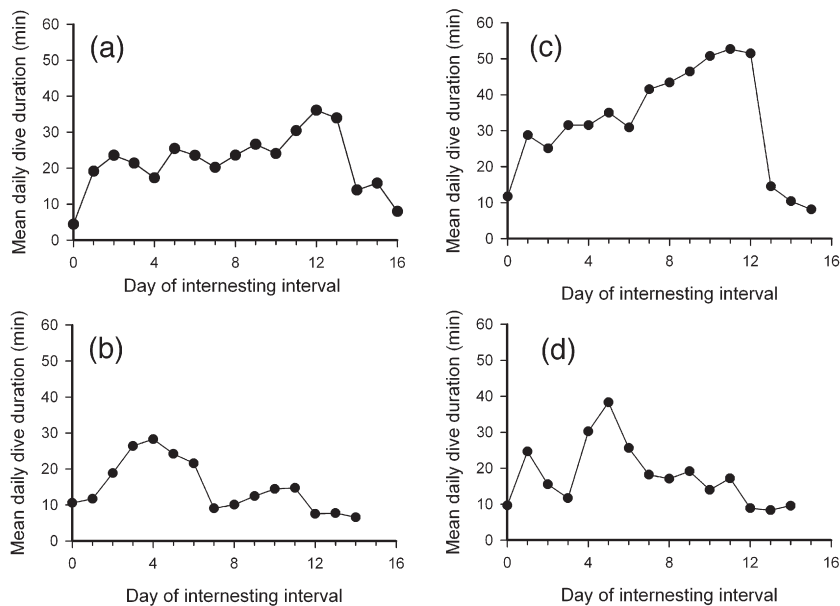 (a)
Mean daily dive duration (min)
60
50
40
30
20
10
0
0 4 8 12 16
Day of internesting interval
(c)
Mean daily dive duration (min)
60
50
40
30
20
10
0
0 4 8 12 16
Day of internesting interval
(b)
Mean daily dive duration (min)
60
50
40
30
20
10
0
0 4 8 12 16
Day of internesting interval
(d)
Mean daily dive duration (min)
60
50
40
30
20
10
0
0 4 8 12 16
Day of internesting interval